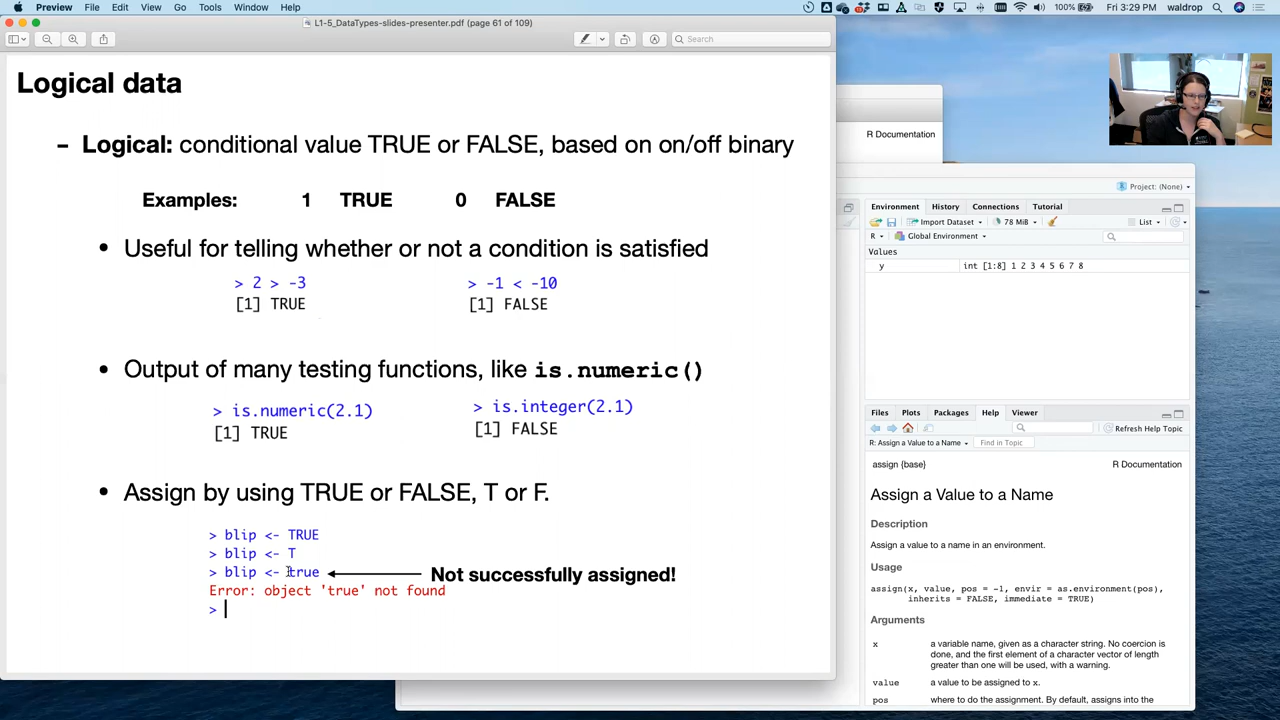 Preview File Edit View Go Tools Window Help
100% Fri 3:29 PM waldrop
L1-5_DataTypes-slides-presenter.pdf (page 61 of 109)
Search
Logical data
– Logical: conditional value TRUE or FALSE, based on on/off binary
Examples: 1 TRUE 0 FALSE
• Useful for telling whether or not a condition is satisfied
> 2 > -3
[1] TRUE
> -1 < -10
[1] FALSE
• Output of many testing functions, like is.numeric()
> is.numeric(2.1)
[1] TRUE
> is.integer(2.1)
[1] FALSE
• Assign by using TRUE or FALSE, T or F.
> blip <- TRUE
> blip <- T
> blip <- true
Not successfully assigned!
Error: object 'true' not found
>
R Documentation
Project: (None)
Environment History Connections Tutorial
Import Dataset 78 MiB List
R Global Environment
Values
y int [1:8] 1 2 3 4 5 6 7 8
Files Plots Packages Help Viewer
Refresh Help Topic
R: Assign a Value to a Name Find in Topic
assign {base} R Documentation
Assign a Value to a Name
Description
Assign a value to a name in an environment.
Usage
assign(x, value, pos = -1, envir = as.environment(pos),
inherits = FALSE, immediate = TRUE)
Arguments
x a variable name, given as a character string. No coercion is
done, and the first element of a character vector of length
greater than one will be used, with a warning.
value a value to be assigned to x.
pos where to do the assignment. By default, assigns into the